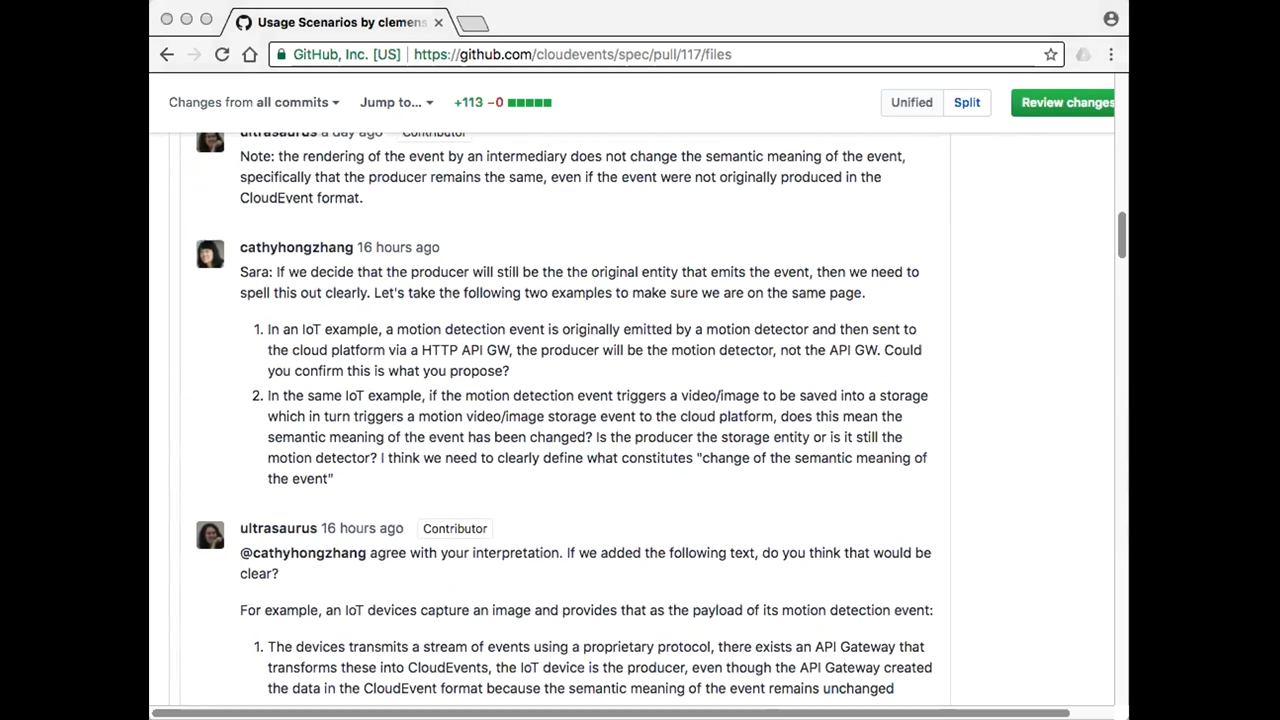 Usage Scenarios by clemens
GitHub, Inc. [US] https://github.com/cloudevents/spec/pull/117/files
Changes from all commits Jump to... +113 −0 Unified Split Review changes
ultrasaurus a day ago Contributor
Note: the rendering of the event by an intermediary does not change the semantic meaning of the event,
specifically that the producer remains the same, even if the event were not originally produced in the
CloudEvent format.
cathyhongzhang 16 hours ago
Sara: If we decide that the producer will still be the the original entity that emits the event, then we need to
spell this out clearly. Let's take the following two examples to make sure we are on the same page.
1. In an IoT example, a motion detection event is originally emitted by a motion detector and then sent to
the cloud platform via a HTTP API GW, the producer will be the motion detector, not the API GW. Could
you confirm this is what you propose?
2. In the same IoT example, if the motion detection event triggers a video/image to be saved into a storage
which in turn triggers a motion video/image storage event to the cloud platform, does this mean the
semantic meaning of the event has been changed? Is the producer the storage entity or is it still the
motion detector? I think we need to clearly define what constitutes "change of the semantic meaning of
the event"
ultrasaurus 16 hours ago Contributor
@cathyhongzhang agree with your interpretation. If we added the following text, do you think that would be
clear?
For example, an IoT devices capture an image and provides that as the payload of its motion detection event:
1. The devices transmits a stream of events using a proprietary protocol, there exists an API Gateway that
transforms these into CloudEvents, the IoT device is the producer, even though the API Gateway created
the data in the CloudEvent format because the semantic meaning of the event remains unchanged